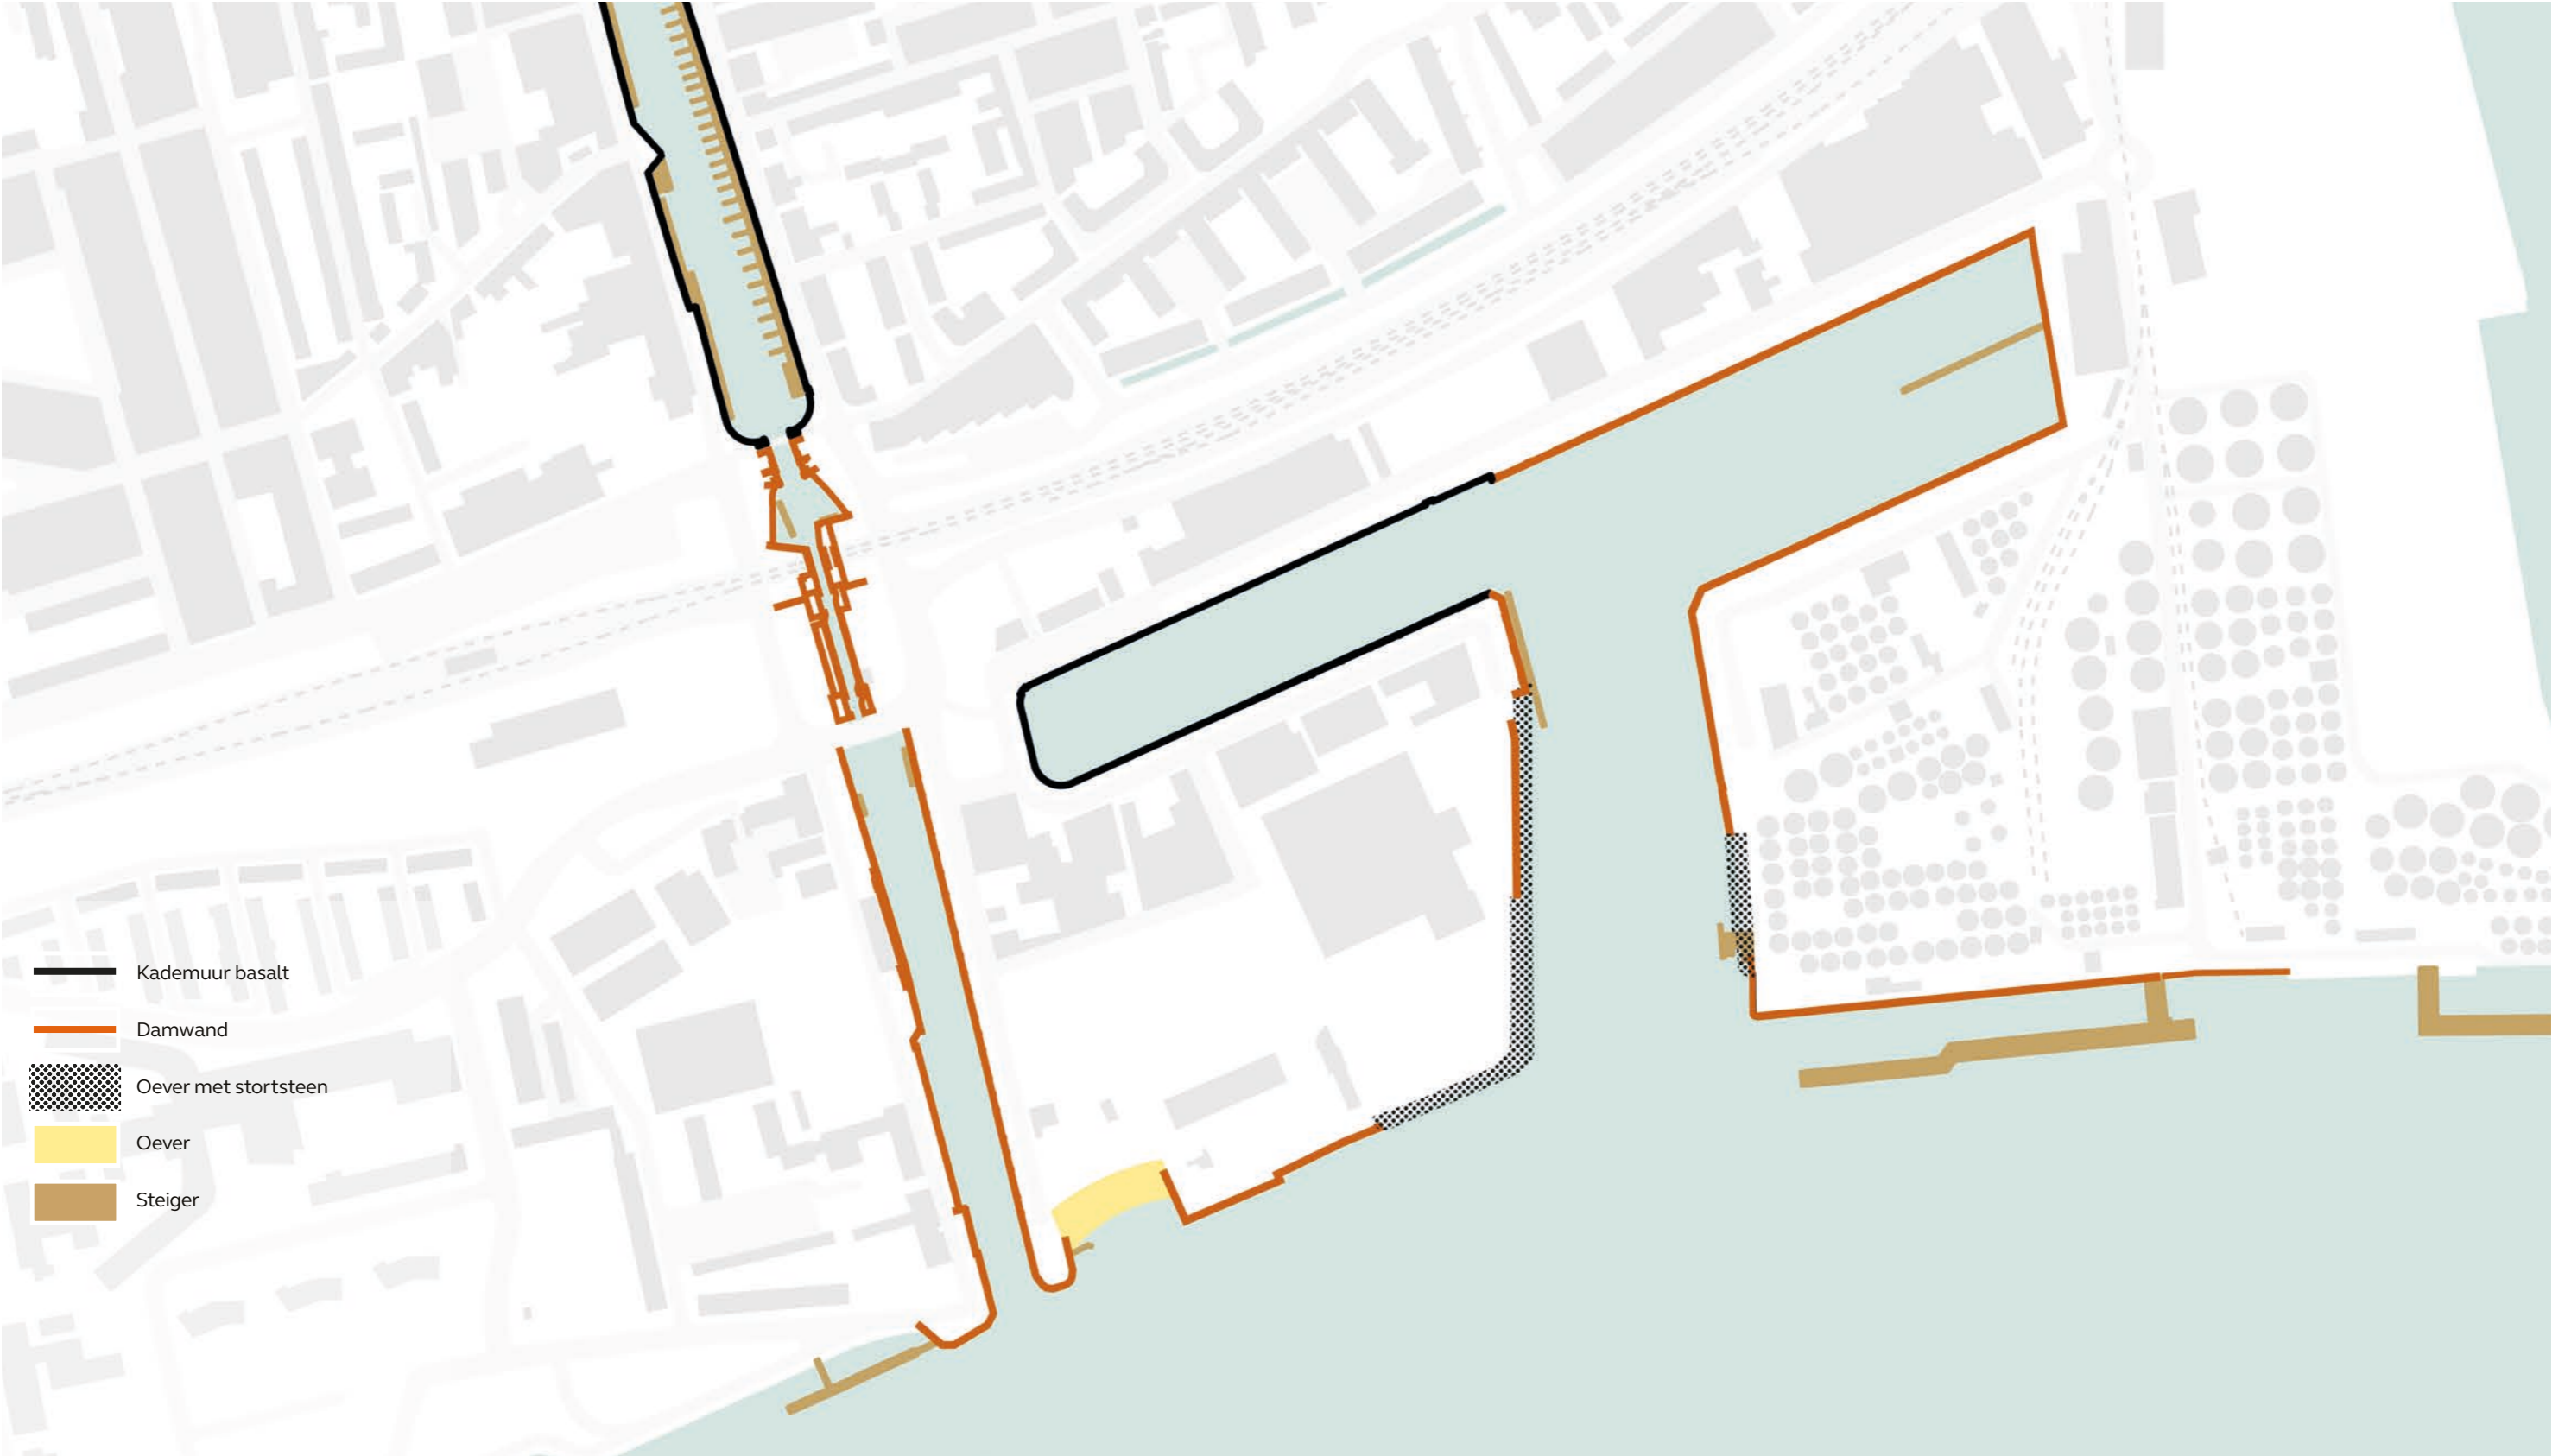 Kademuur basalt
Damwand
Oever met stortsteen
Oever
Steiger